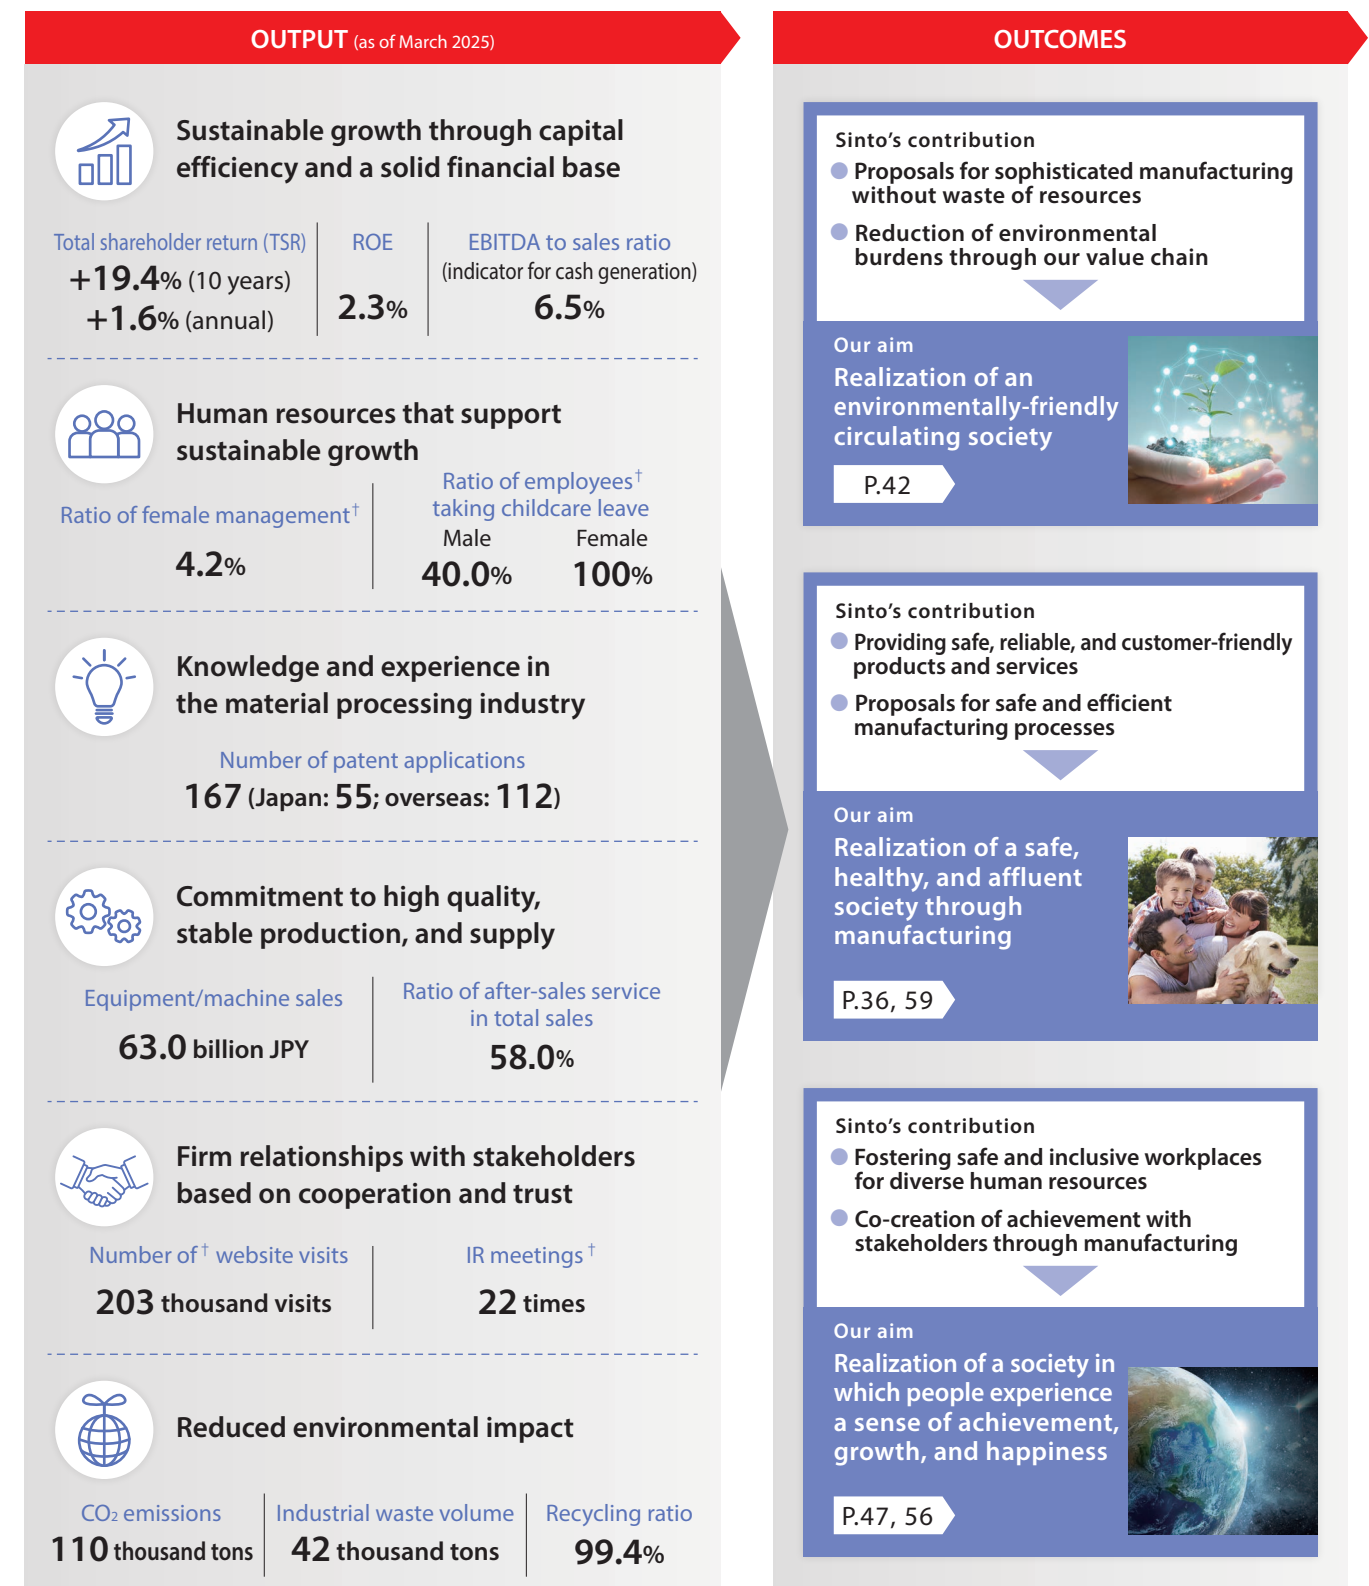 OUTPUT (as of March 2025)
Sustainable growth through capital
efficiency and a solid financial base
Total shareholder return (TSR)
+19.4% (10 years)
+1.6% (annual)
ROE
2.3%
EBITDA to sales ratio
(indicator for cash generation)
6.5%
Human resources that support
sustainable growth
Ratio of female management†
4.2%
Ratio of employees†
taking childcare leave
Male Female
40.0% 100%
Knowledge and experience in
the material processing industry
Number of patent applications
167 (Japan: 55; overseas: 112)
Commitment to high quality,
stable production, and supply
Equipment/machine sales
63.0 billion JPY
Ratio of after-sales service
in total sales
58.0%
Firm relationships with stakeholders
based on cooperation and trust
Number of† website visits
203 thousand visits
IR meetings†
22 times
Reduced environmental impact
CO2 emissions
110 thousand tons
Industrial waste volume
42 thousand tons
Recycling ratio
99.4%
OUTCOMES
Sinto's contribution
Proposals for sophisticated manufacturing
without waste of resources
Reduction of environmental
burdens through our value chain
Our aim
Realization of an
environmentally-friendly
circulating society
P.42
Sinto's contribution
Providing safe, reliable, and customer-friendly
products and services
Proposals for safe and efficient
manufacturing processes
Our aim
Realization of a safe,
healthy, and affluent
society through
manufacturing
P.36, 59
Sinto's contribution
Fostering safe and inclusive workplaces
for diverse human resources
Co-creation of achievement with
stakeholders through manufacturing
Our aim
Realization of a society in
which people experience
a sense of achievement,
growth, and happiness
P.47, 56